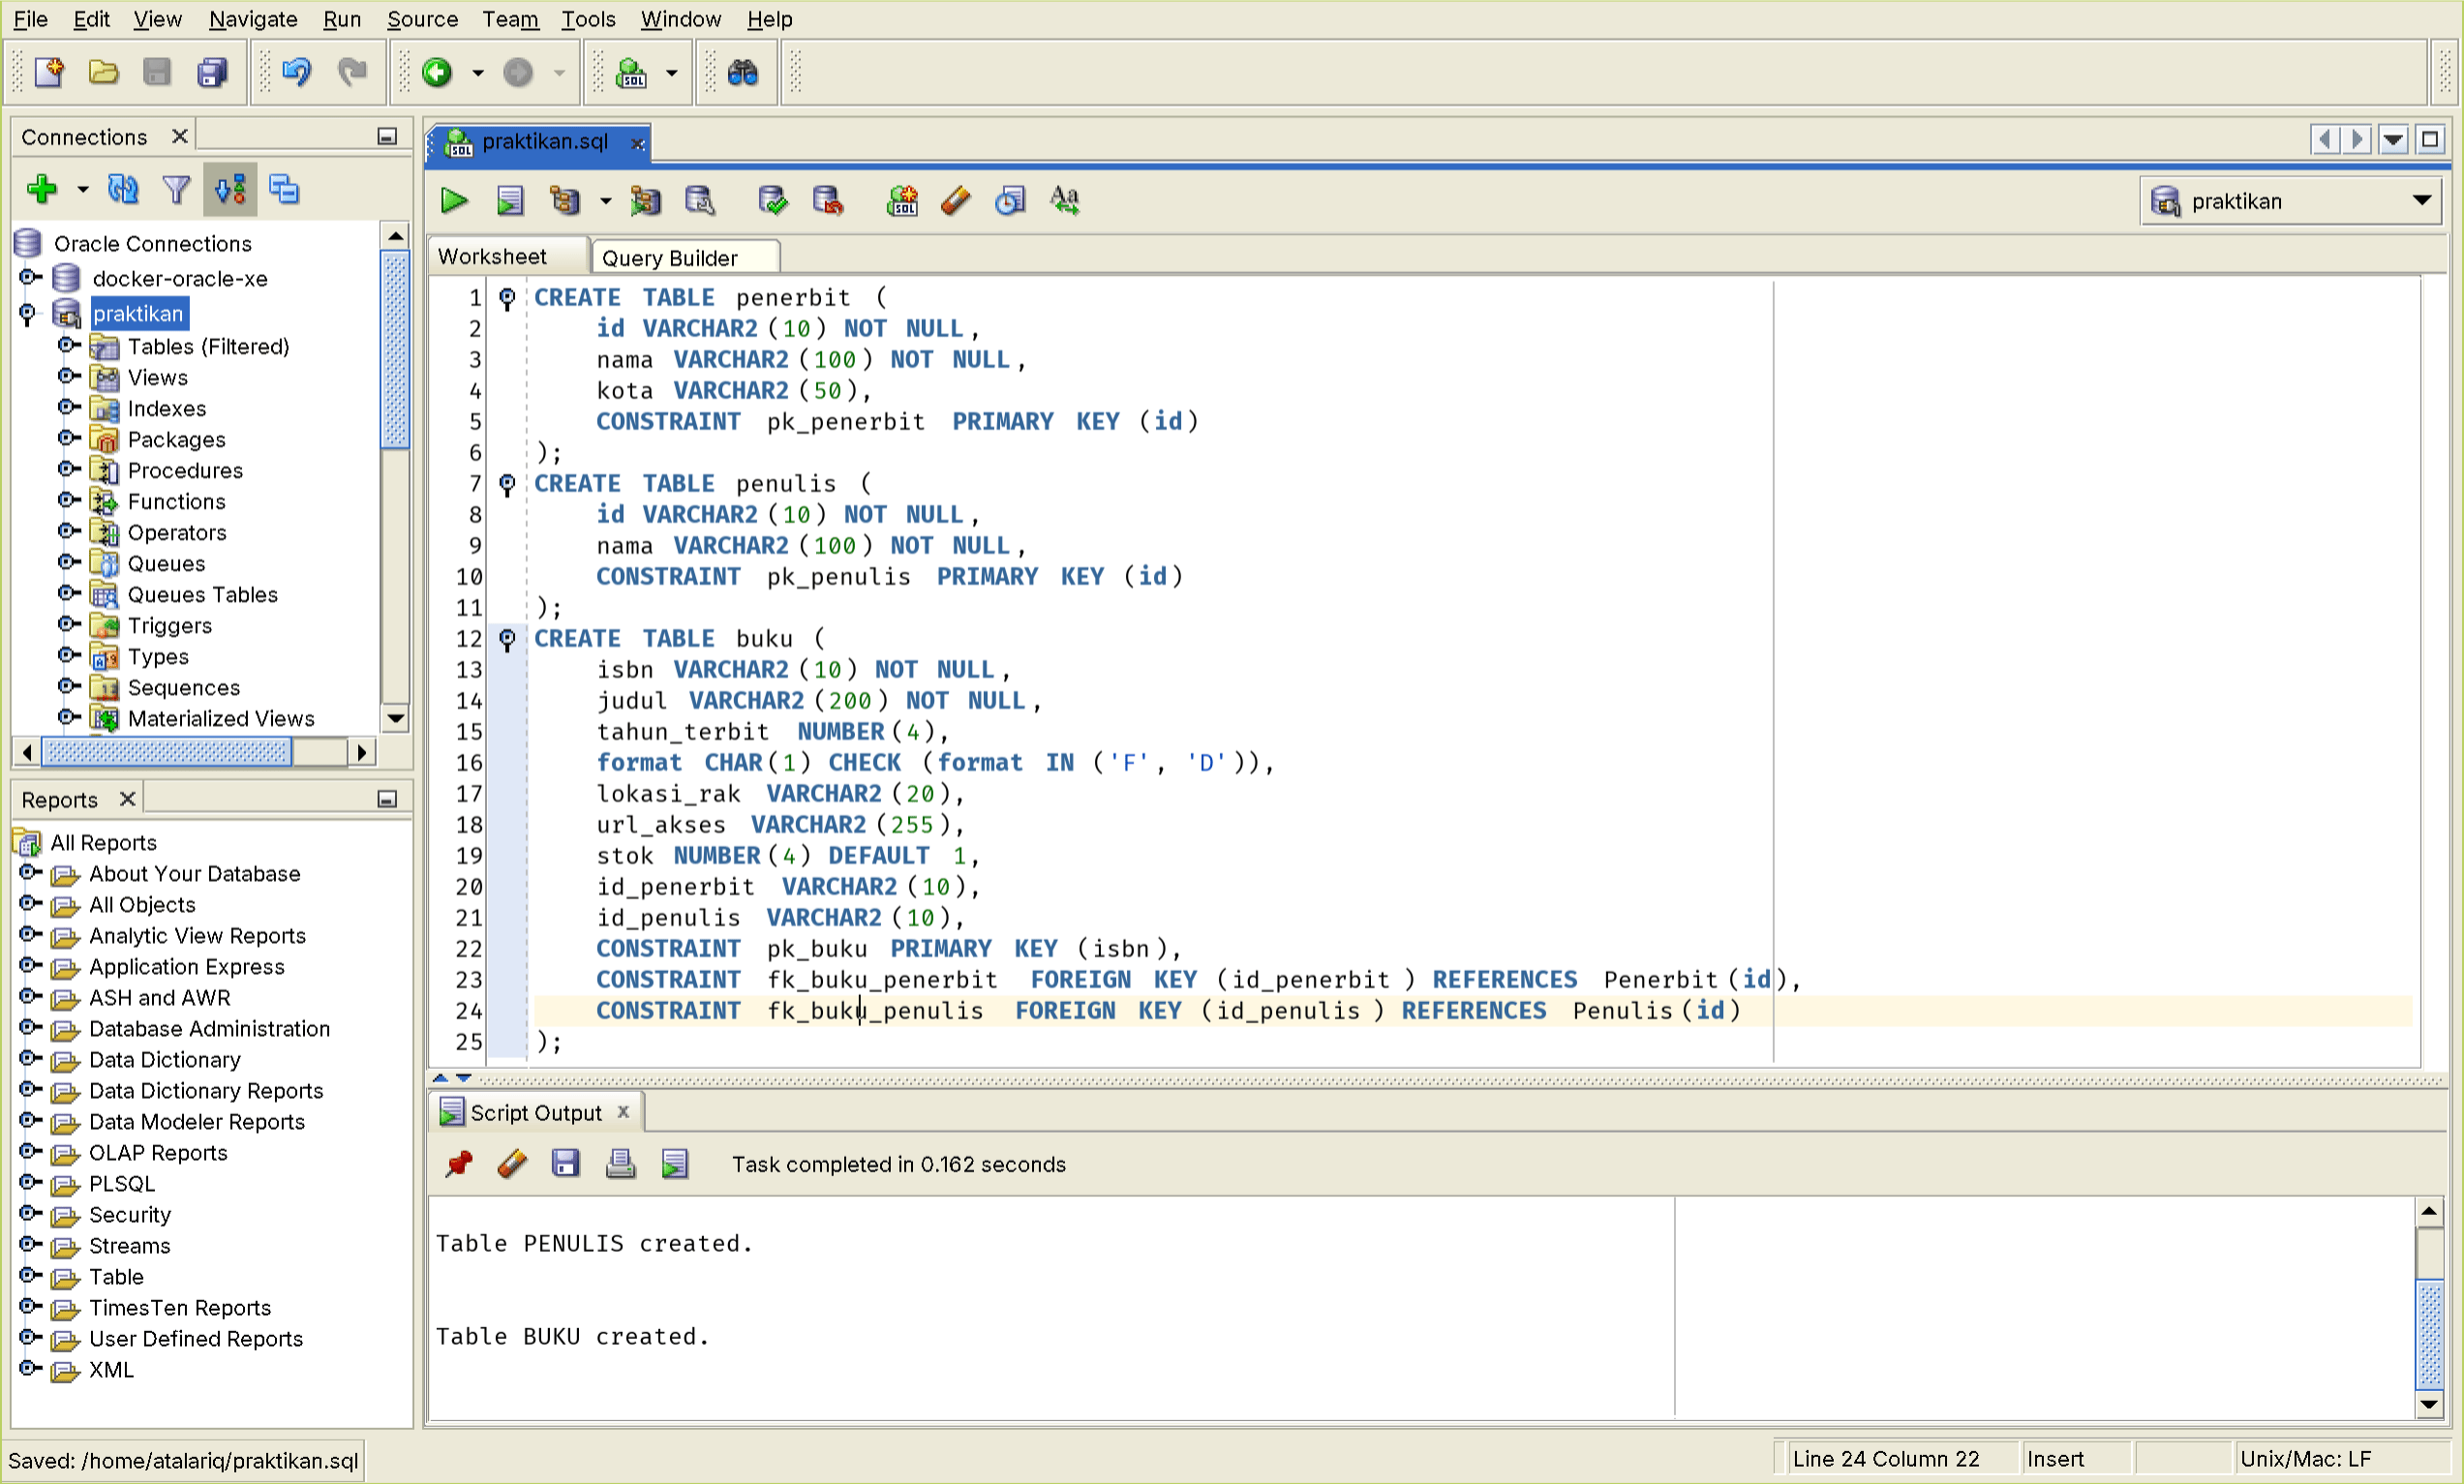 File Edit View Navigate Run Source Team Tools Window Help
Connections
Oracle Connections
docker-oracle-xe
praktikan
Tables (Filtered)
Views
Indexes
Packages
Procedures
Functions
Operators
Queues
Queues Tables
Triggers
Types
Sequences
Materialized Views
Reports
All Reports
About Your Database
All Objects
Analytic View Reports
Application Express
ASH and AWR
Database Administration
Data Dictionary
Data Dictionary Reports
Data Modeler Reports
OLAP Reports
PLSQL
Security
Streams
Table
TimesTen Reports
User Defined Reports
XML
praktikan.sql
praktikan
Worksheet Query Builder
1 CREATE TABLE penerbit (
2 id VARCHAR2(10) NOT NULL,
3 nama VARCHAR2(100) NOT NULL,
4 kota VARCHAR2(50),
5 CONSTRAINT pk_penerbit PRIMARY KEY (id)
6 );
7 CREATE TABLE penulis (
8 id VARCHAR2(10) NOT NULL,
9 nama VARCHAR2(100) NOT NULL,
10 CONSTRAINT pk_penulis PRIMARY KEY (id)
11 );
12 CREATE TABLE buku (
13 isbn VARCHAR2(10) NOT NULL,
14 judul VARCHAR2(200) NOT NULL,
15 tahun_terbit NUMBER(4),
16 format CHAR(1) CHECK (format IN ('F', 'D')),
17 lokasi_rak VARCHAR2(20),
18 url_akses VARCHAR2(255),
19 stok NUMBER(4) DEFAULT 1,
20 id_penerbit VARCHAR2(10),
21 id_penulis VARCHAR2(10),
22 CONSTRAINT pk_buku PRIMARY KEY (isbn),
23 CONSTRAINT fk_buku_penerbit FOREIGN KEY (id_penerbit) REFERENCES Penerbit(id),
24 CONSTRAINT fk_buku_penulis FOREIGN KEY (id_penulis) REFERENCES Penulis(id)
25 );
Script Output
Task completed in 0.162 seconds
Table PENULIS created.
Table BUKU created.
Saved: /home/atalariq/praktikan.sql
Line 24 Column 22 Insert Unix/Mac: LF